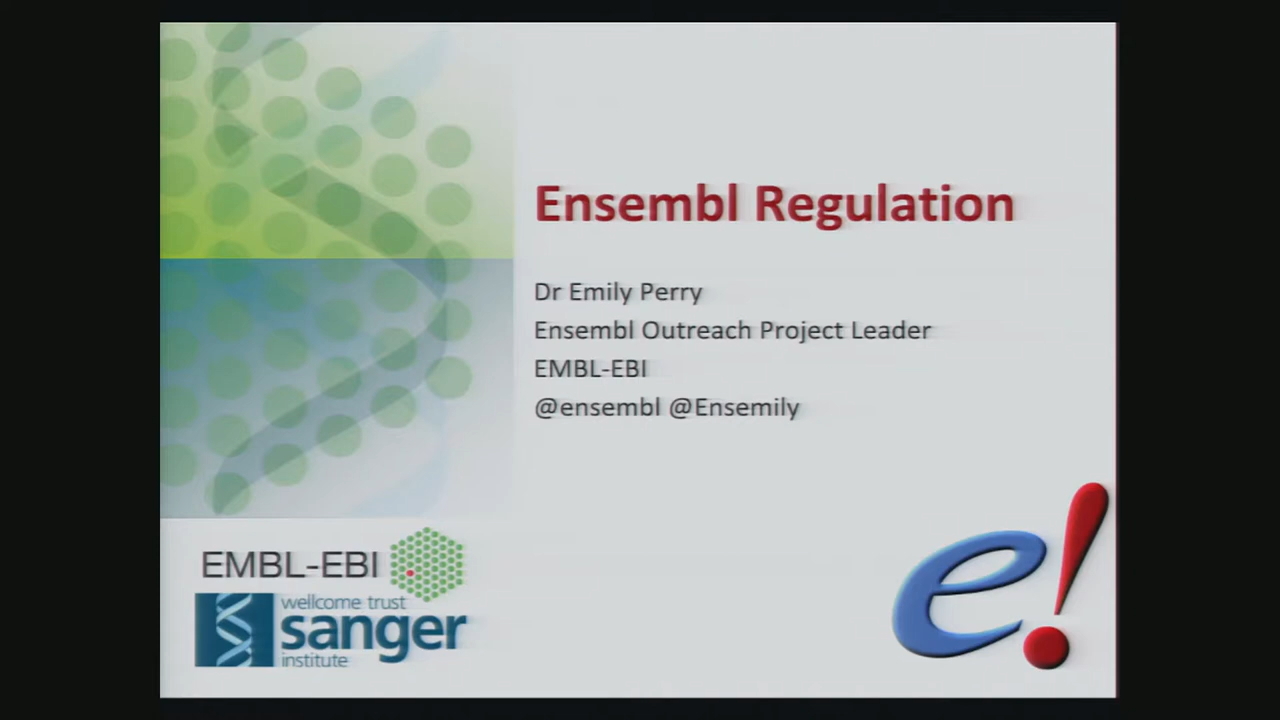 Ensembl Regulation
Dr Emily Perry
Ensembl Outreach Project Leader
EMBL-EBI
@ensembl @Ensemily
EMBL-EBI
wellcome trust
sanger
institute
e!